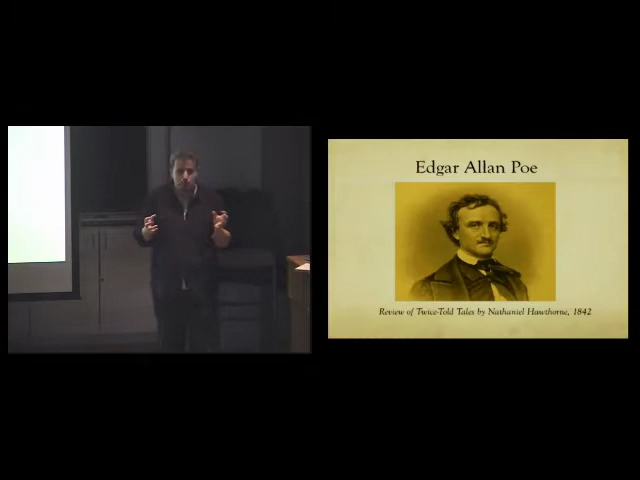 Edgar Allan Poe
Review of Twice-Told Tales by Nathaniel Hawthorne, 1842